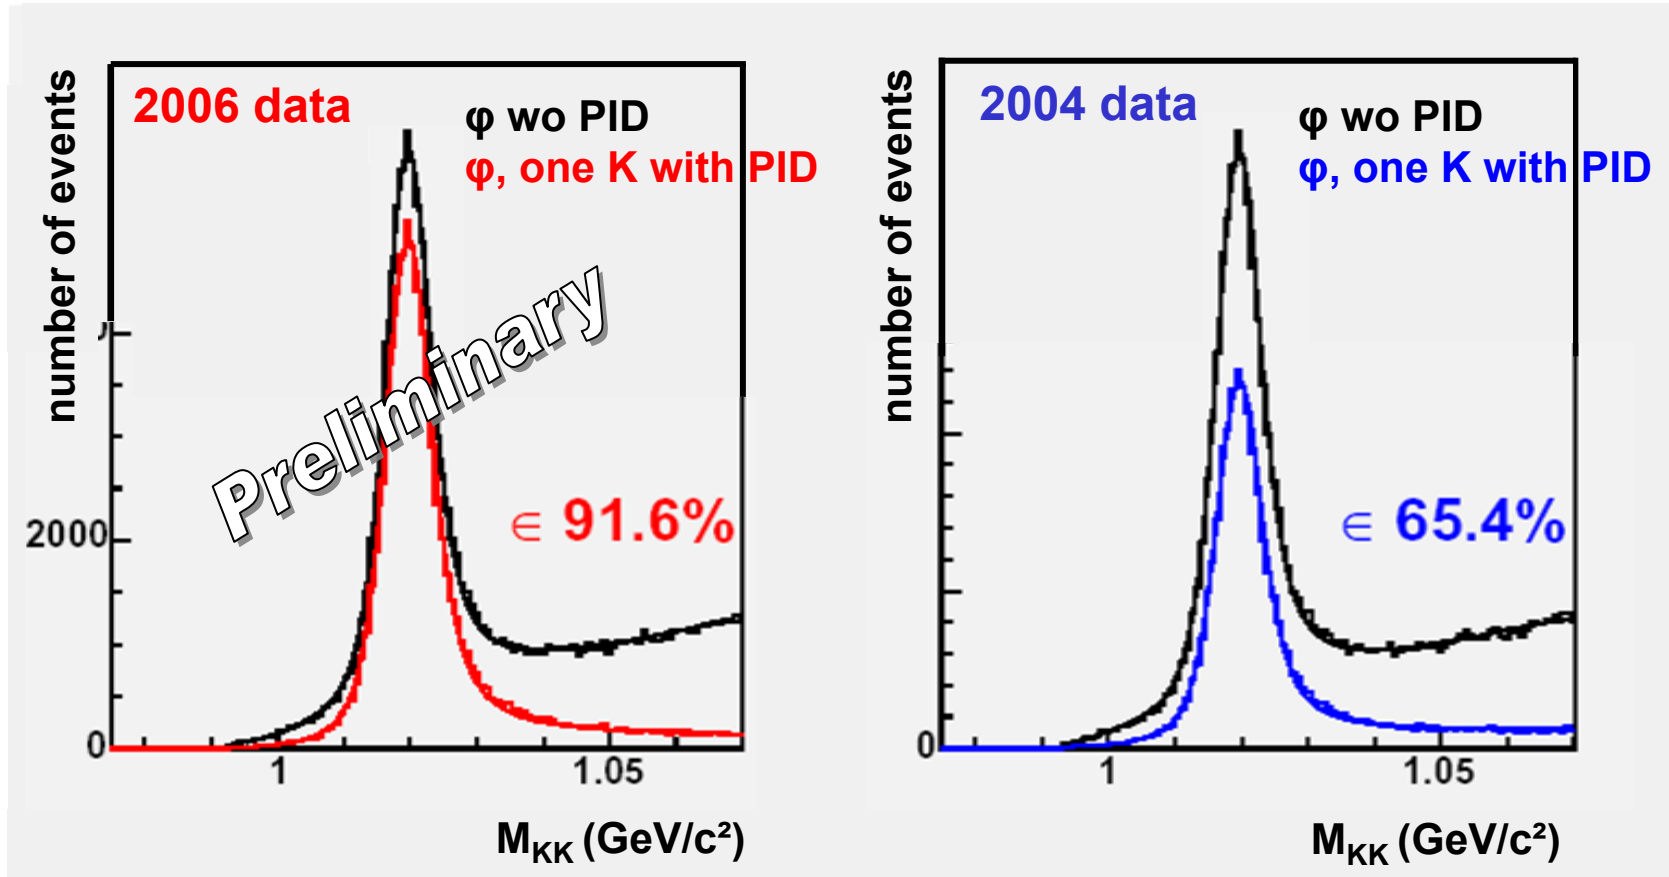 number of events
2006 data
φ wo PID
φ, one K with PID
Preliminary
∈ 91.6%
2000
0
1
1.05
M_KK (GeV/c²)
number of events
2004 data
φ wo PID
φ, one K with PID
∈ 65.4%
0
1
1.05
M_KK (GeV/c²)